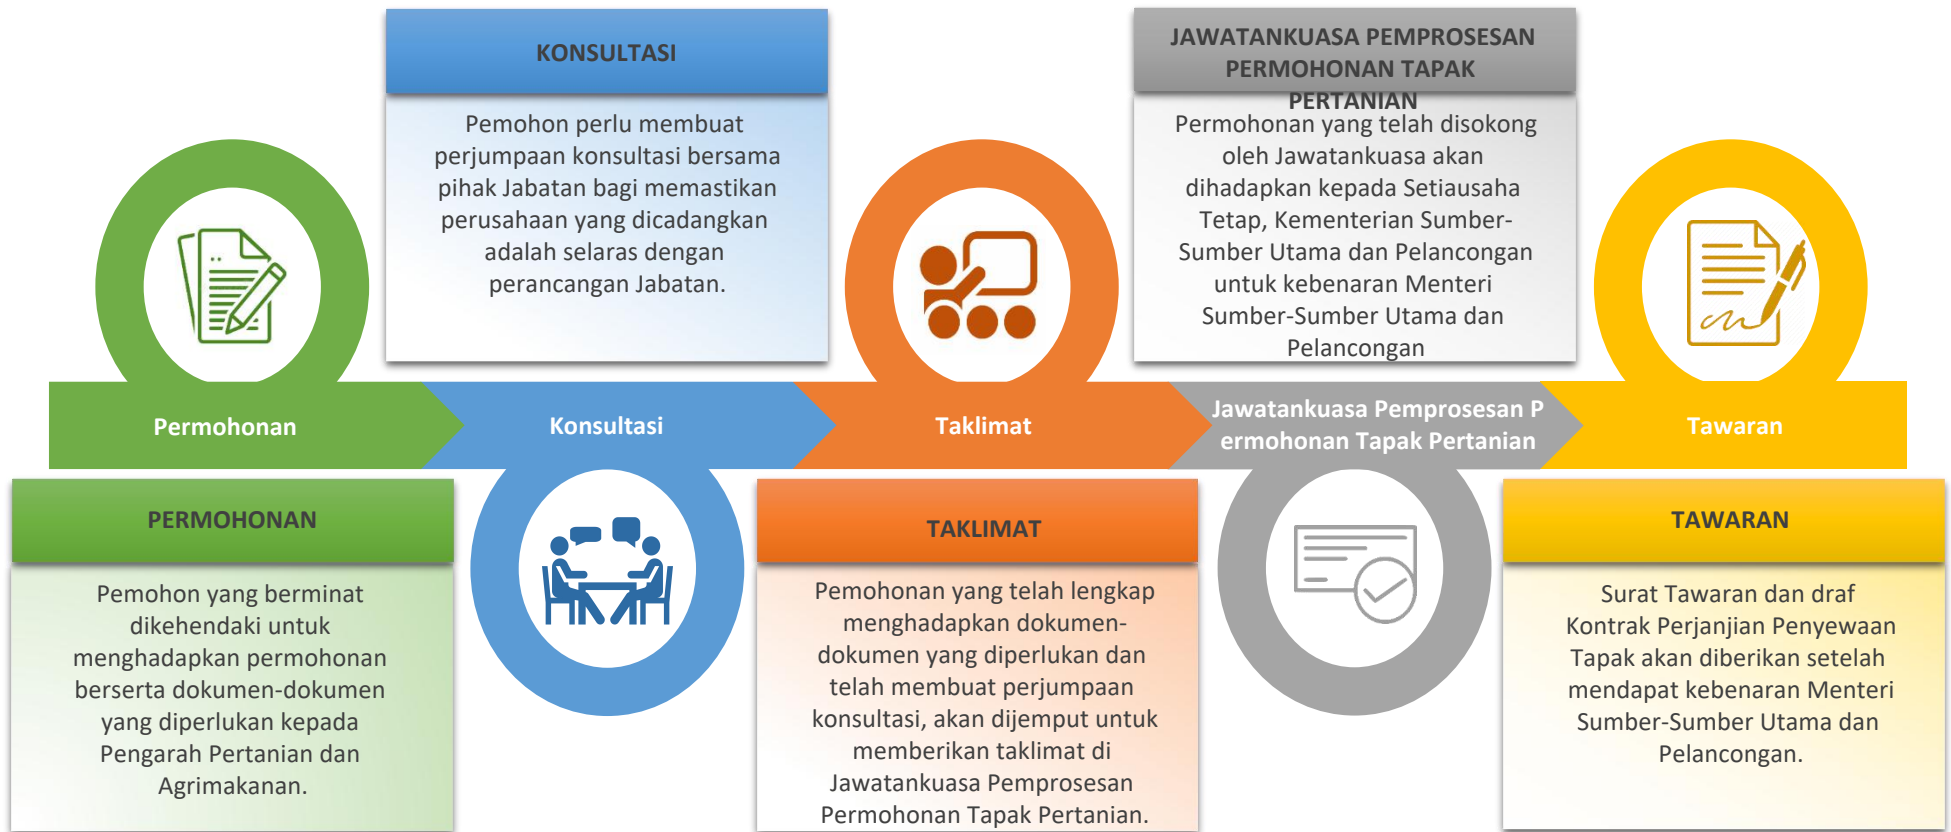 KONSULTASI
Pemohon perlu membuat
perjumpaan konsultasi bersama
pihak Jabatan bagi memastikan
perusahaan yang dicadangkan
adalah selaras dengan
perancangan Jabatan.
JAWATANKUASA PEMPROSESAN
PERMOHONAN TAPAK
PERTANIAN
Permohonan yang telah disokong
oleh Jawatankuasa akan
dihadapkan kepada Setiausaha
Tetap, Kementerian Sumber-
Sumber Utama dan Pelancongan
untuk kebenaran Menteri
Sumber-Sumber Utama dan
Pelancongan
Permohonan
Konsultasi
Taklimat
Jawatankuasa Pemprosesan P
ermohonan Tapak Pertanian
Tawaran
PERMOHONAN
Pemohon yang berminat
dikehendaki untuk
menghadapkan permohonan
berserta dokumen-dokumen
yang diperlukan kepada
Pengarah Pertanian dan
Agrimakanan.
TAKLIMAT
Pemohonan yang telah lengkap
menghadapkan dokumen-
dokumen yang diperlukan dan
telah membuat perjumpaan
konsultasi, akan dijemput untuk
memberikan taklimat di
Jawatankuasa Pemprosesan
Permohonan Tapak Pertanian.
TAWARAN
Surat Tawaran dan draf
Kontrak Perjanjian Penyewaan
Tapak akan diberikan setelah
mendapat kebenaran Menteri
Sumber-Sumber Utama dan
Pelancongan.